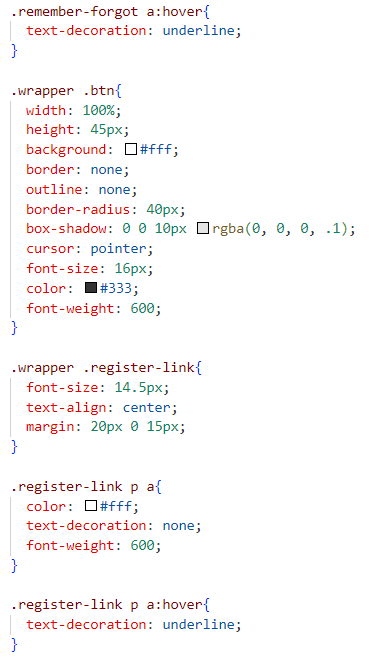 .remember-forgot a:hover{
text-decoration: underline;
}
.wrapper .btn{
width: 100%;
height: 45px;
background: #fff;
border: none;
outline: none;
border-radius: 40px;
box-shadow: 0 0 10px rgba(0, 0, 0, .1);
cursor: pointer;
font-size: 16px;
color: #333;
font-weight: 600;
}
.wrapper .register-link{
font-size: 14.5px;
text-align: center;
margin: 20px 0 15px;
}
.register-link p a{
color: #fff;
text-decoration: none;
font-weight: 600;
}
.register-link p a:hover{
text-decoration: underline;
}